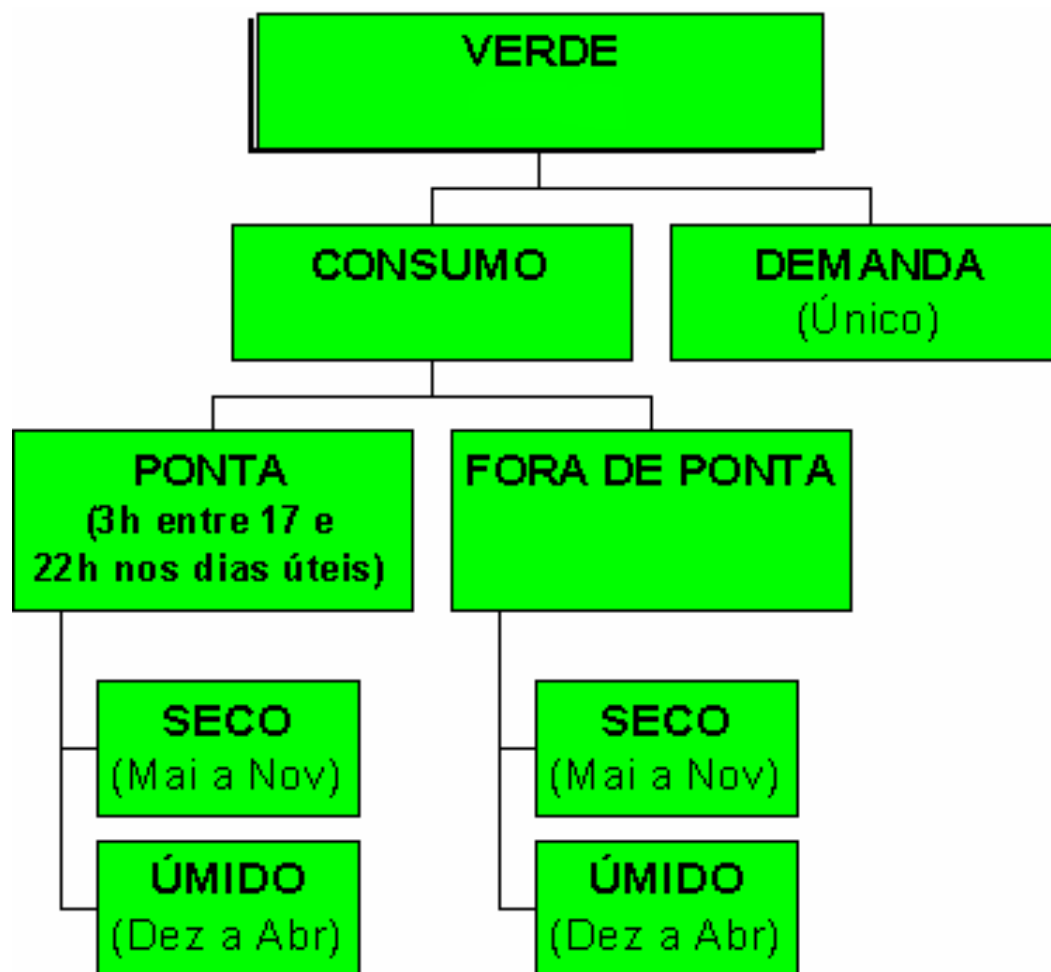 VERDE
CONSUMO
DEMANDA
(Único)
PONTA
(3h entre 17 e
22h nos dias úteis)
FORA DE PONTA
SECO
(Mai a Nov)
ÚMIDO
(Dez a Abr)
SECO
(Mai a Nov)
ÚMIDO
(Dez a Abr)